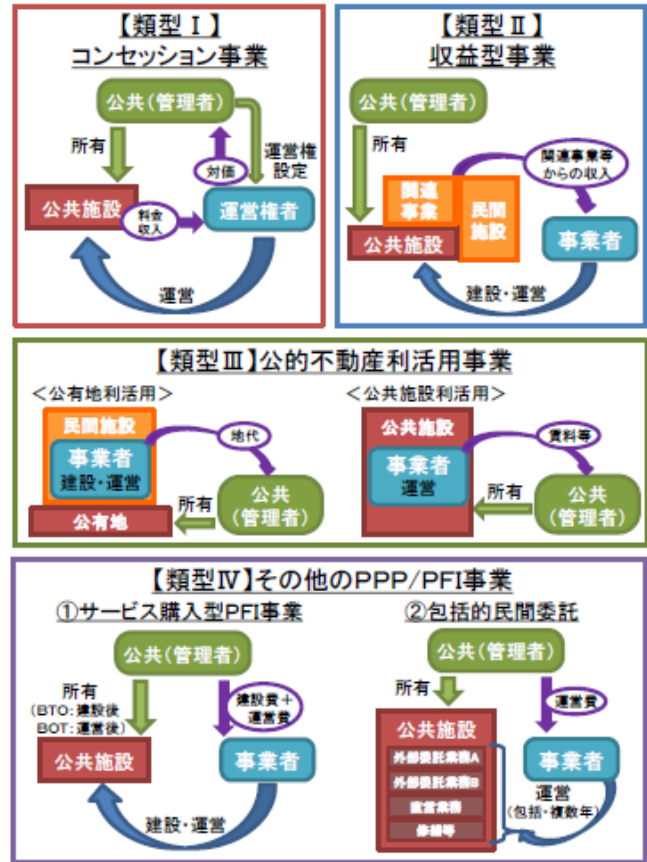 【類型Ⅰ】
コンセッション事業
公共(管理者)
所有
対価
運営権
設定
公共施設
料金
収入
運営権者
運営
【類型Ⅱ】
収益型事業
公共(管理者)
所有
関連事業等
からの収入
関連
事業
民間
施設
公共施設
事業者
建設・運営
【類型Ⅲ】公的不動産利活用事業
＜公有地利活用＞
民間施設
事業者
建設・運営
公有地
地代
所有
公共
(管理者)
＜公共施設利活用＞
公共施設
事業者
運営
賃料等
所有
公共
(管理者)
【類型Ⅳ】その他のPPP/PFI事業
①サービス購入型PFI事業
公共(管理者)
所有
(BTO:建設後
BOT:運営後)
建設費＋
運営費
公共施設
事業者
建設・運営
②包括的民間委託
公共(管理者)
所有
運営費
公共施設
外部委託業務A
外部委託業務B
直営業務
修繕等
事業者
運営
(包括・複数年)